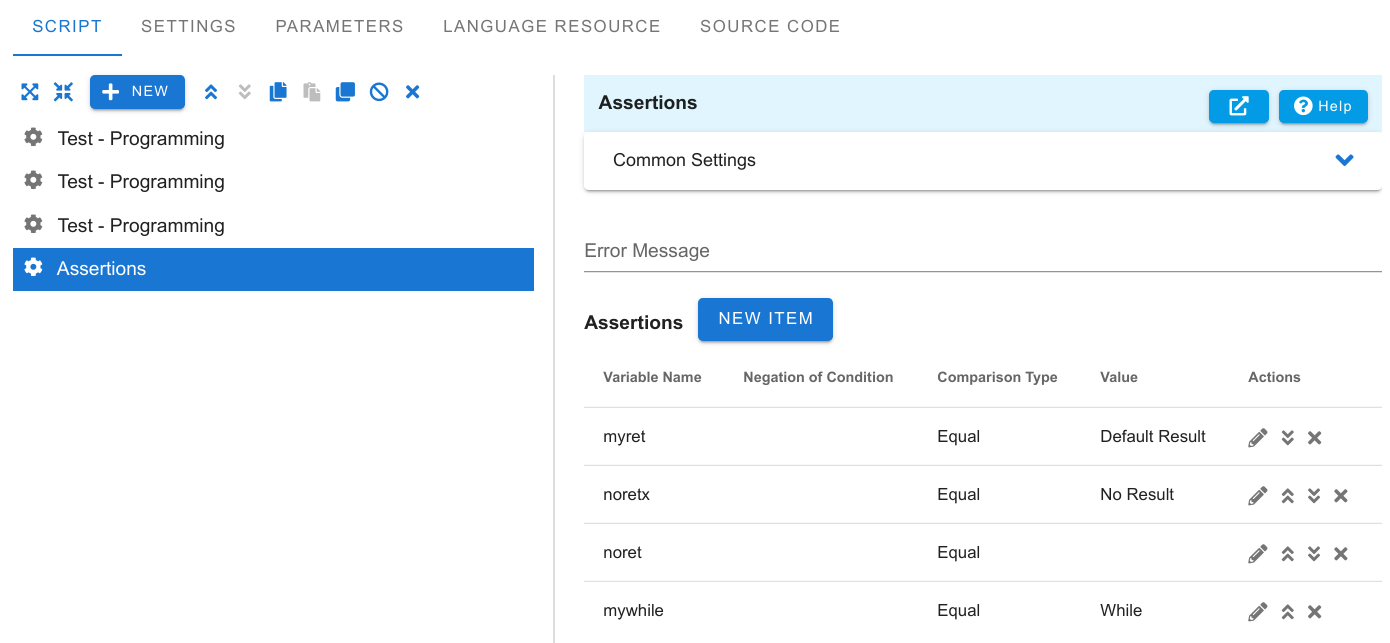 SCRIPT SETTINGS PARAMETERS LANGUAGE RESOURCE SOURCE CODE
NEW
Test - Programming
Test - Programming
Test - Programming
Assertions
Assertions
Help
Common Settings
Error Message
Assertions NEW ITEM
Variable Name Negation of Condition Comparison Type Value Actions
myret Equal Default Result
noretx Equal No Result
noret Equal
mywhile Equal While